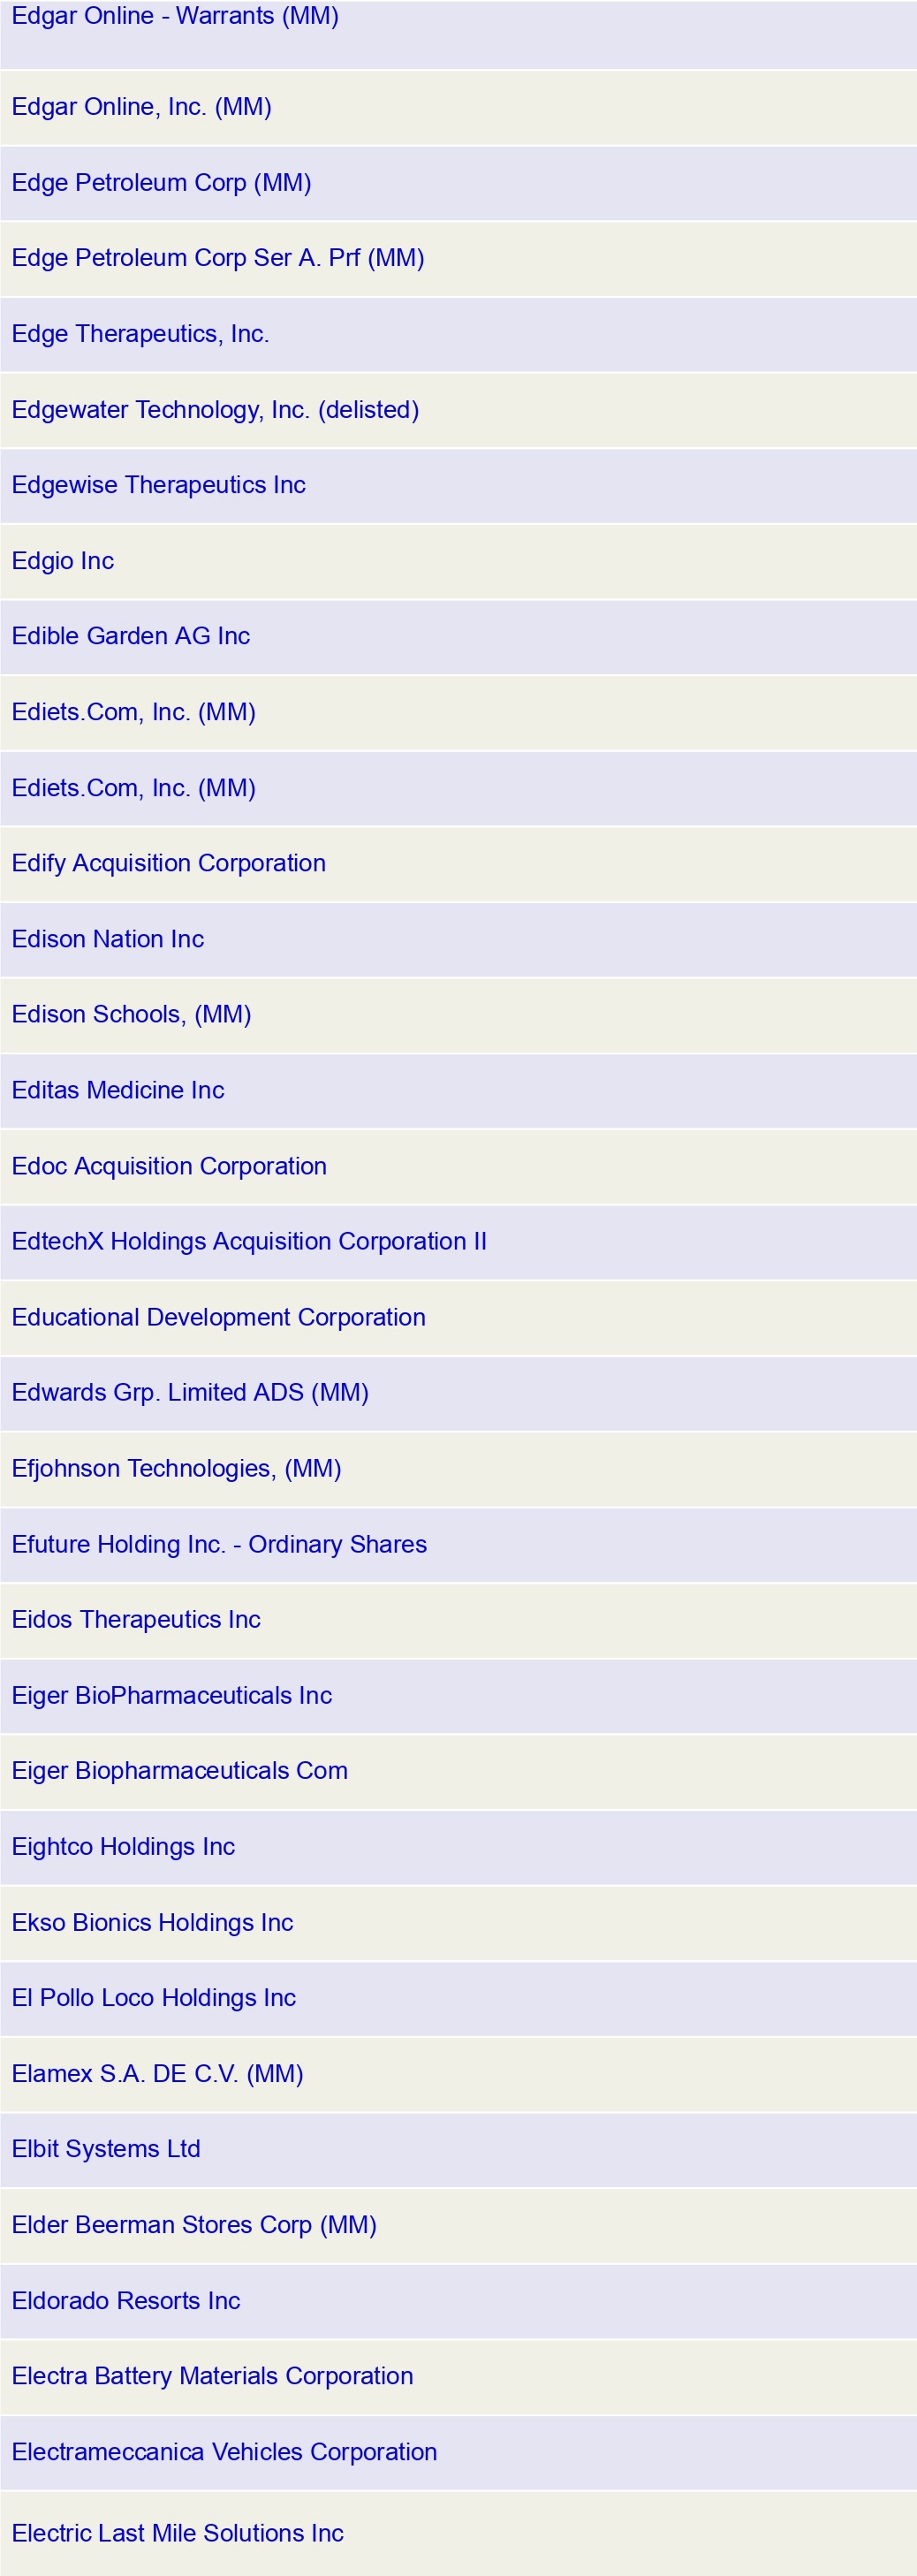 Edgar Online - Warrants (MM)
Edgar Online, Inc. (MM)
Edge Petroleum Corp (MM)
Edge Petroleum Corp Ser A. Prf (MM)
Edge Therapeutics, Inc.
Edgewater Technology, Inc. (delisted)
Edgewise Therapeutics Inc
Edgio Inc
Edible Garden AG Inc
Ediets.Com, Inc. (MM)
Ediets.Com, Inc. (MM)
Edify Acquisition Corporation
Edison Nation Inc
Edison Schools, (MM)
Editas Medicine Inc
Edoc Acquisition Corporation
EdtechX Holdings Acquisition Corporation II
Educational Development Corporation
Edwards Grp. Limited ADS (MM)
Efjohnson Technologies, (MM)
Efuture Holding Inc. - Ordinary Shares
Eidos Therapeutics Inc
Eiger BioPharmaceuticals Inc
Eiger Biopharmaceuticals Com
Eightco Holdings Inc
Ekso Bionics Holdings Inc
El Pollo Loco Holdings Inc
Elamex S.A. DE C.V. (MM)
Elbit Systems Ltd
Elder Beerman Stores Corp (MM)
Eldorado Resorts Inc
Electra Battery Materials Corporation
Electrameccanica Vehicles Corporation
Electric Last Mile Solutions Inc